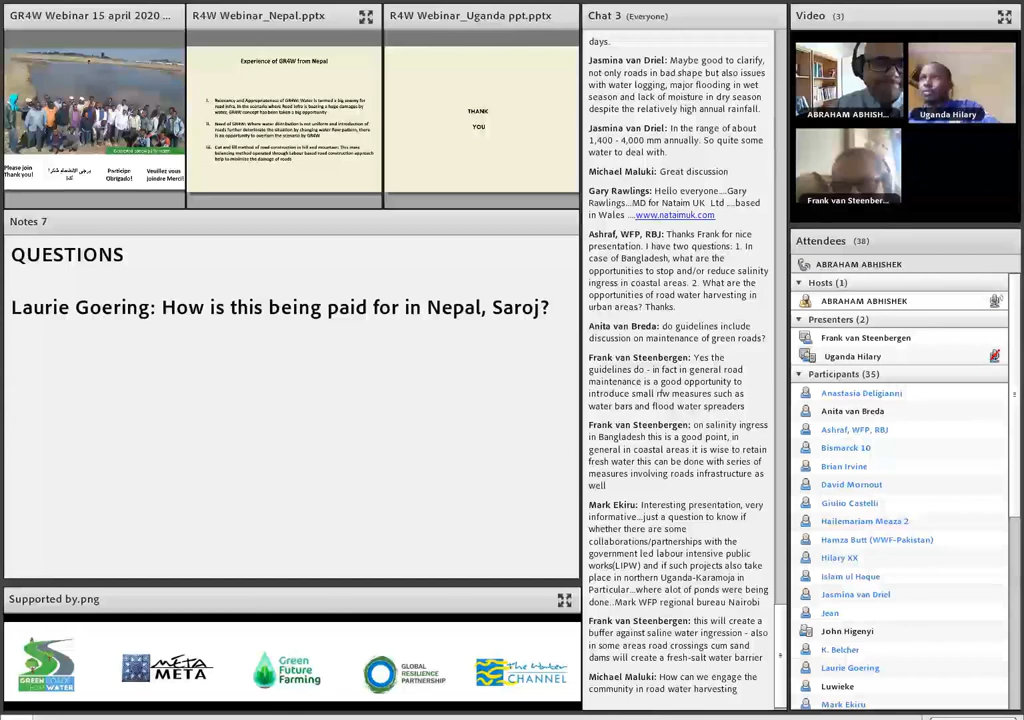 GR4W Webinar 15 april 2020 ...
Please join
Thank you!
يرجى الانضمام شكرا
لك!
Particip
Obrigado!
Veuillez vous
joindre Merci!
R4W Webinar_Nepal.pptx
Experience of GR4W from Nepal
R4W Webinar_Uganda ppt.pptx
THANK
YOU
Notes 7
QUESTIONS
Laurie Goering: How is this being paid for in Nepal, Saroj?
Supported by.png
GREEN ROADS
FOR WATER
META
META
Green
Future
Farming
GLOBAL
RESILIENCE
PARTNERSHIP
The Water
CHANNEL
Chat 3 (Everyone)
days.
Jasmina van Driel: Maybe good to clarify,
not only roads in bad shape but also issues
with water logging, major flooding in wet
season and lack of moisture in dry season
despite the relatively high annual rainfall.
Jasmina van Driel: In the range of about
1,400 - 4,000 mm annually. So quite some
water to deal with.
Michael Maluki: Great discussion
Gary Rawlings: Hello everyone....Gary
Rawlings...MD for Nataim UK Ltd ....based
in Wales ....www.nataimuk.com
Ashraf, WFP, RBJ: Thanks Frank for nice
presentation. I have two questions: 1. In
case of Bangladesh, what are the
opportunities to stop and/or reduce salinity
ingress in coastal areas. 2. What are the
opportunities of road water harvesting in
urban areas? Thanks.
Anita van Breda: do guidelines include
discussion on maintenance of green roads?
Frank van Steenbergen: Yes the
guidelines do - in fact in general road
maintenance is a good opportunity to
introduce small rfw measures such as
water bars and flood water spreaders
Frank van Steenbergen: on salinity ingress
in Bangladesh this is a good point, in
general in coastal areas it is wise to retain
fresh water this can be done with series of
measures involving roads infrastructure as
well
Mark Ekiru: Interesting presentation, very
informative...just a question to know if
whether there are some
collaborations/partnerships with the
government led labour intensive public
works(LIPW) and if such projects also take
place in northern Uganda-Karamoja in
Particular...where alot of ponds were being
done..Mark WFP regional bureau Nairobi
Frank van Steenbergen: this will create a
buffer against saline water ingression - also
in some areas road crossings cum sand
dams will create a fresh-salt water barrier
Michael Maluki: How can we engage the
community in road water harvesting
Video (3)
ABRAHAM ABHISH...
Uganda Hilary
Frank van Steenber...
Attendees (38)
ABRAHAM ABHISHEK
Hosts (1)
ABRAHAM ABHISHEK
Presenters (2)
Frank van Steenbergen
Uganda Hilary
Participants (35)
Anastasia Deligianni
Anita van Breda
Ashraf, WFP, RBJ
Bismarck 10
Brian Irvine
David Mornout
Giulio Castelli
Hailemariam Meaza 2
Hamza Butt (WWF-Pakistan)
Hilary XX
Islam ul Haque
Jasmina van Driel
Jean
John Higenyi
K. Belcher
Laurie Goering
Luwieke
Mark Ekiru